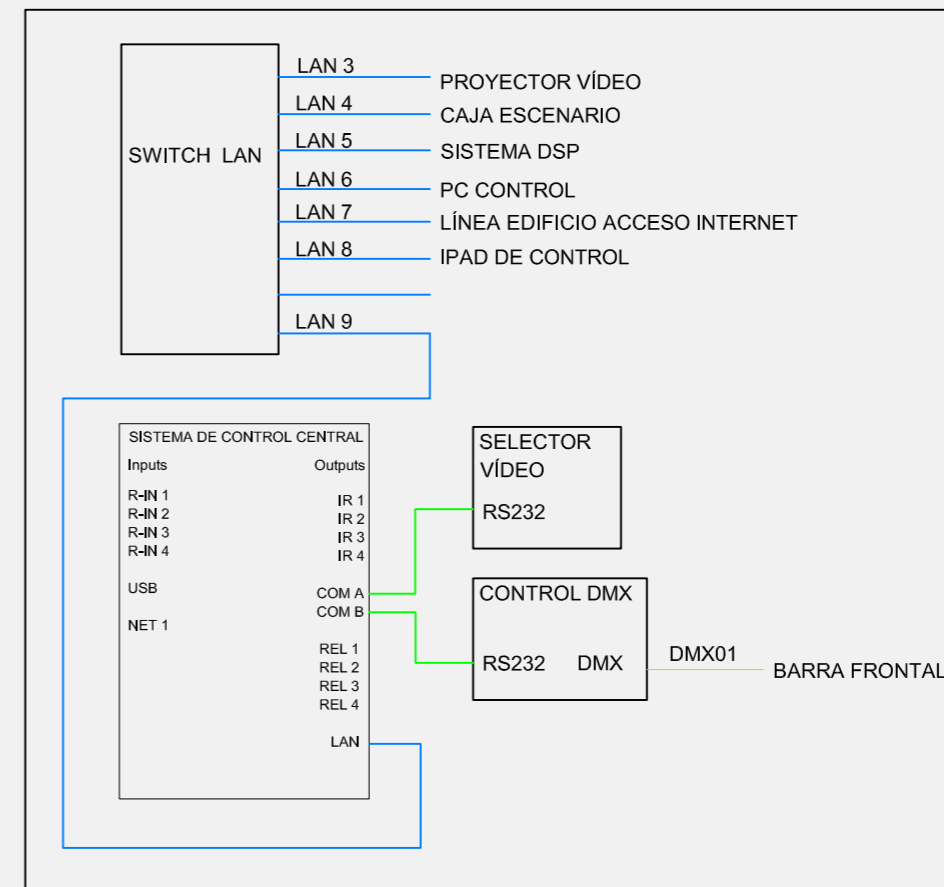 LAN 3
PROYECTOR VÍDEO
LAN 4
CAJA ESCENARIO
SWITCH LAN
LAN 5
SISTEMA DSP
LAN 6
PC CONTROL
LAN 7
LÍNEA EDIFICIO ACCESO INTERNET
LAN 8
IPAD DE CONTROL
LAN 9
SISTEMA DE CONTROL CENTRAL
Inputs
Outputs
R-IN 1
R-IN 2
R-IN 3
R-IN 4
IR 1
IR 2
IR 3
IR 4
USB
NET 1
COM A
COM B
REL 1
REL 2
REL 3
REL 4
LAN
SELECTOR
VÍDEO
RS232
CONTROL DMX
RS232 DMX
DMX01
BARRA FRONTAL